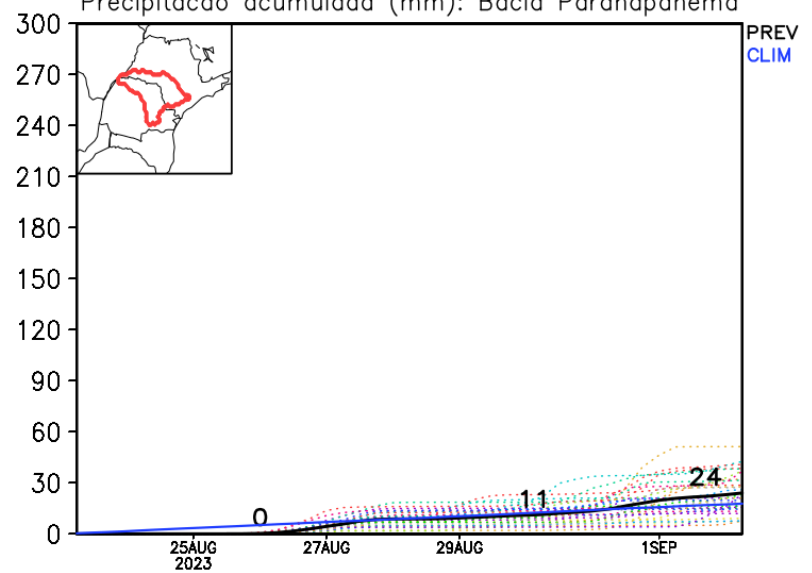 Precipitacao acumulada (mm): Bacia Paranapanema
300
PREV
CLIM
270
240
210
180
150
120
90
60
30
0
0
11
24
25AUG
2023
27AUG
29AUG
1SEP